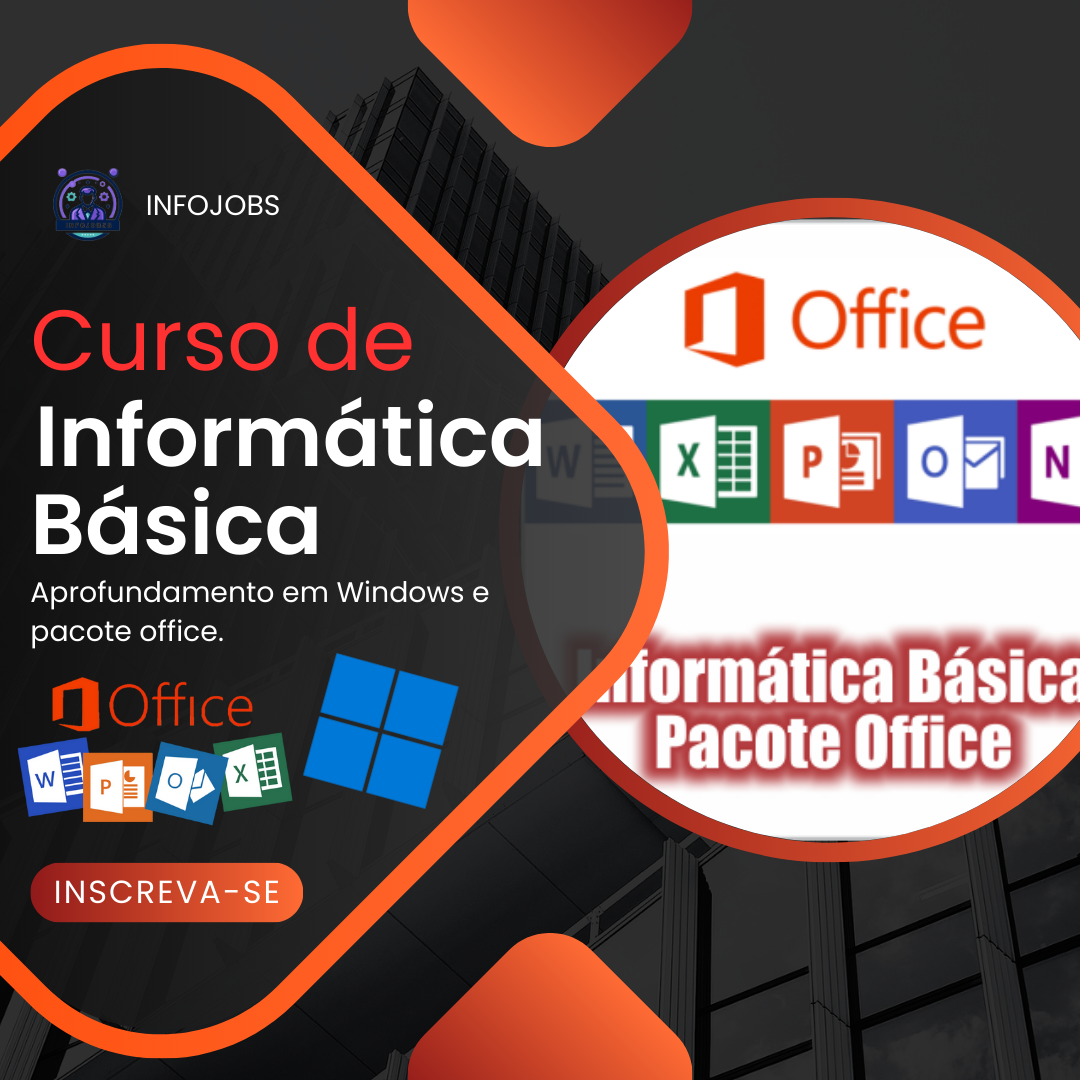 INFOJOBS
Curso de
Informática
Básica
Aprofundamento em Windows e
pacote office.
Office
W
P
O
X
INSCREVA-SE
Office
W
X
P
O
N
Informática Básica
Pacote Office